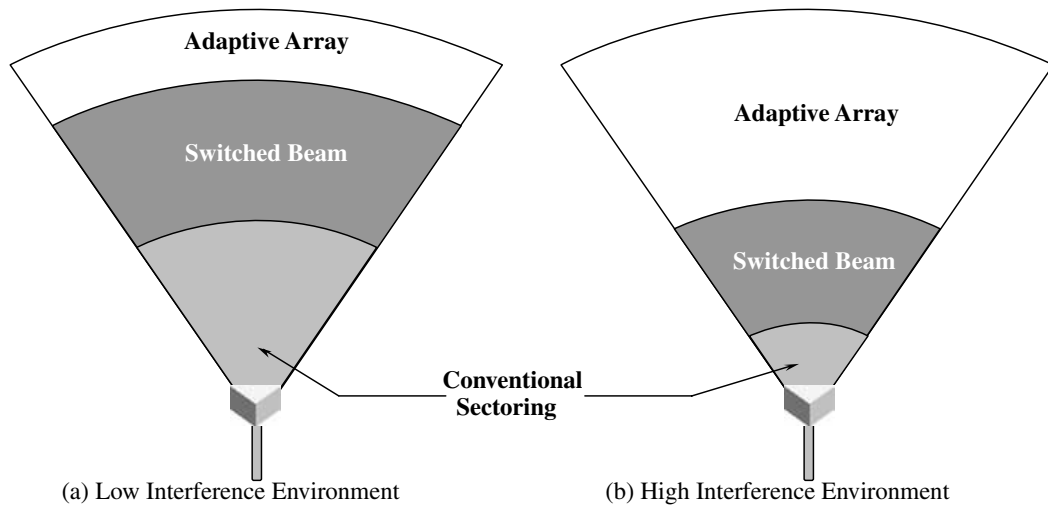 Adaptive Array
Switched Beam
Adaptive Array
Switched Beam
Conventional
Sectoring
(a) Low Interference Environment
(b) High Interference Environment